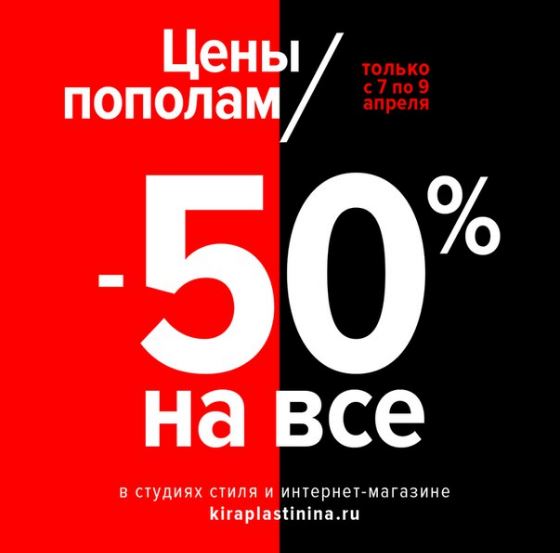 Цены
пополам
только
с 7 по 9
апреля
-50%
на все
в студиях стиля и интернет-магазине
kiraplastinina.ru